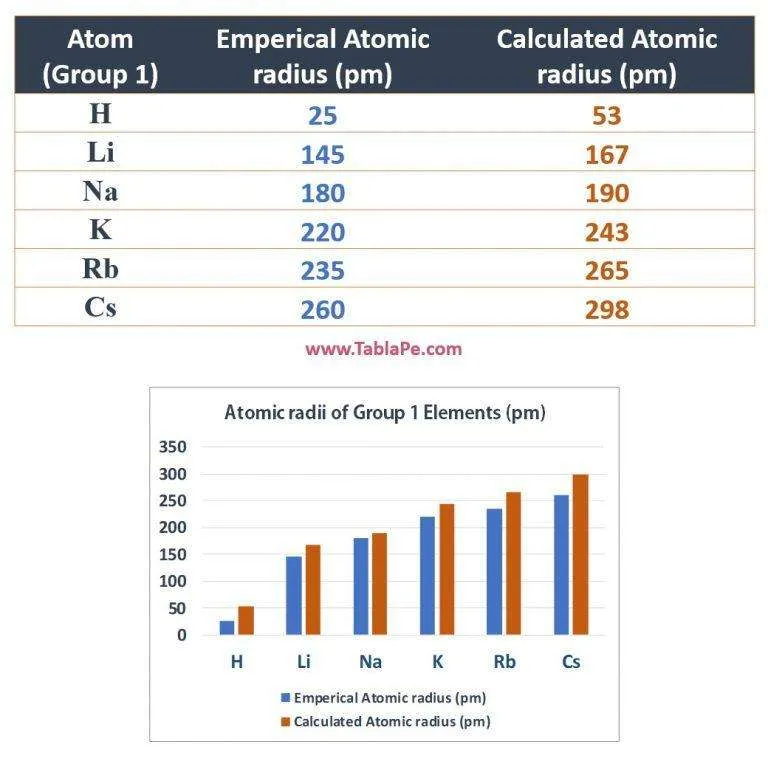 Atom Emperical Atomic Calculated Atomic
(Group 1) radius (pm) radius (pm)
H 25 53
Li 145 167
Na 180 190
K 220 243
Rb 235 265
Cs 260 298
www.TablaPe.com
Atomic radii of Group 1 Elements (pm)
350
300
250
200
150
100
50
0
H Li Na K Rb Cs
Emperical Atomic radius (pm)
Calculated Atomic radius (pm)